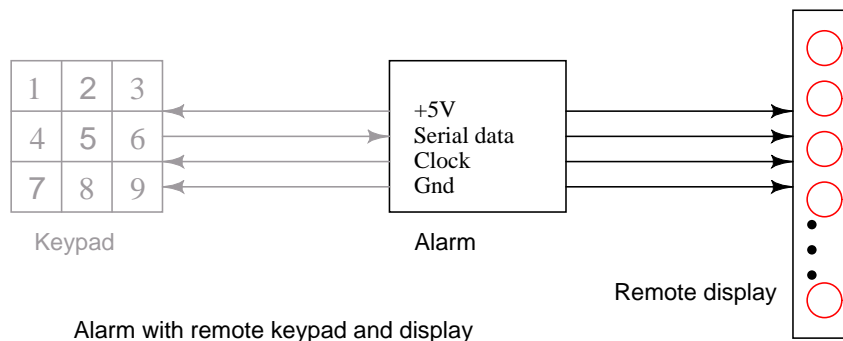 1 2 3
4 5 6
7 8 9
Keypad
+5V
Serial data
Clock
Gnd
Alarm
Remote display
Alarm with remote keypad and display